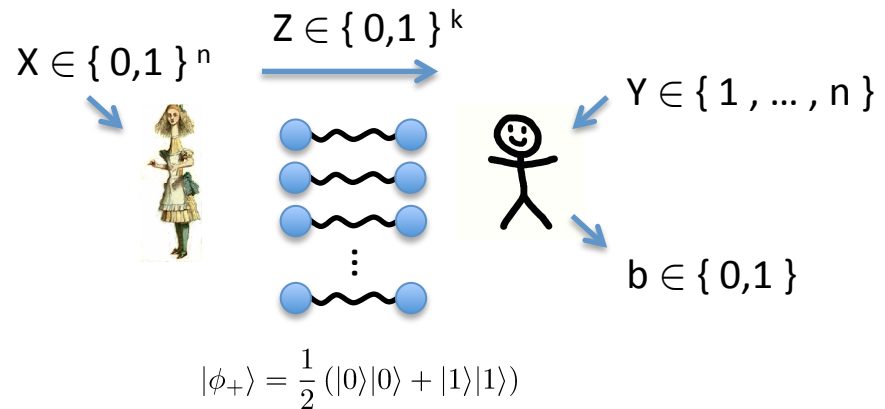 Z ∈ { 0,1 }ᵏ
X ∈ { 0,1 }ⁿ
Y ∈ { 1 , … , n }
b ∈ { 0,1 }
|ϕ₊⟩ = 1/2 (|0⟩|0⟩ + |1⟩|1⟩)